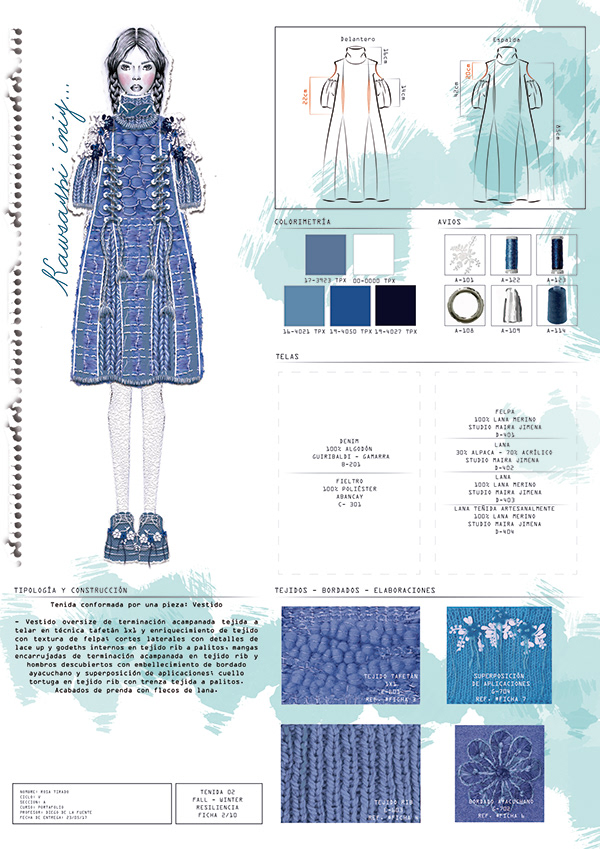 Kawsaspi iniy...
Delantero
Espalda
16cm
22cm
14cm
20cm
42cm
85cm
COLORIMETRÍA
17-3923 TPX
00-0000 TPX
16-4021 TPX
19-4050 TPX
19-4027 TPX
AVIOS
A-101
A-122
A-123
A-108
A-109
A-114
TELAS
DENIM
100% ALGODÓN
GUIRIBALDI - GAMARRA
B-201
FIELTRO
100% POLIÉSTER
ABANCAY
C- 301
FELPA
100% LANA MERINO
STUDIO MAIRA JIMENA
D-401
LANA
30% ALPACA - 70% ACRÍLICO
STUDIO MAIRA JIMENA
D-402
LANA
100% LANA MERINO
STUDIO MAIRA JIMENA
D-403
LANA TEÑIDA ARTESANALMENTE
100% LANA MERINO
STUDIO MAIRA JIMENA
D-404
TIPOLOGÍA Y CONSTRUCCIÓN
Tenida conformada por una pieza: Vestido
- Vestido oversize de terminación acampanada tejida a
telar en técnica tafetán 1x1 y enriquecimiento de tejido
con textura de felpa; cortes laterales con detalles de
lace up y godeths internos en tejido rib a palitos, mangas
encarrujadas de terminación acampanada en tejido rib y
hombros descubiertos con embellecimiento de bordado
ayacuchano y superposición de aplicaciones; cuello
tortuga en tejido rib con trenza tejida a palitos.
Acabados de prenda con flecos de lana.
TEJIDOS - BORDADOS - ELABORACIONES
TEJIDO TAFETÁN
1X1
E-605
REF. #FICHA 8
SUPERPOSICIÓN
DE APLICACIONES
G-704
REF. #FICHA 7
TEJIDO RIB
E-601
REF. #FICHA 4
BORDADO AYACUCHANO
G-702
REF. #FICHA 6
NOMBRE: ROSA TIRADO
CICLO: V
SECCIÓN: A
CURSO: PORTAFOLIO
PROFESOR: DIEGO DE LA FUENTE
FECHA DE ENTREGA: 23/05/17
TENIDA 02
FALL - WINTER
RESILIENCIA
FICHA 2/10